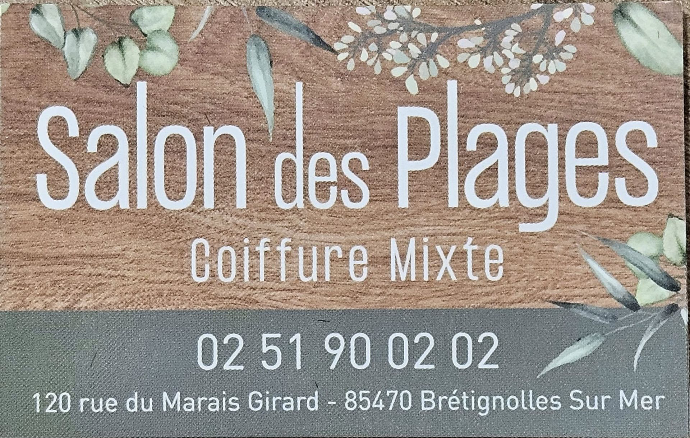 Salon des Plages
Coiffure Mixte
02 51 90 02 02
120 rue du Marais Girard - 85470 Brétignolles Sur Mer